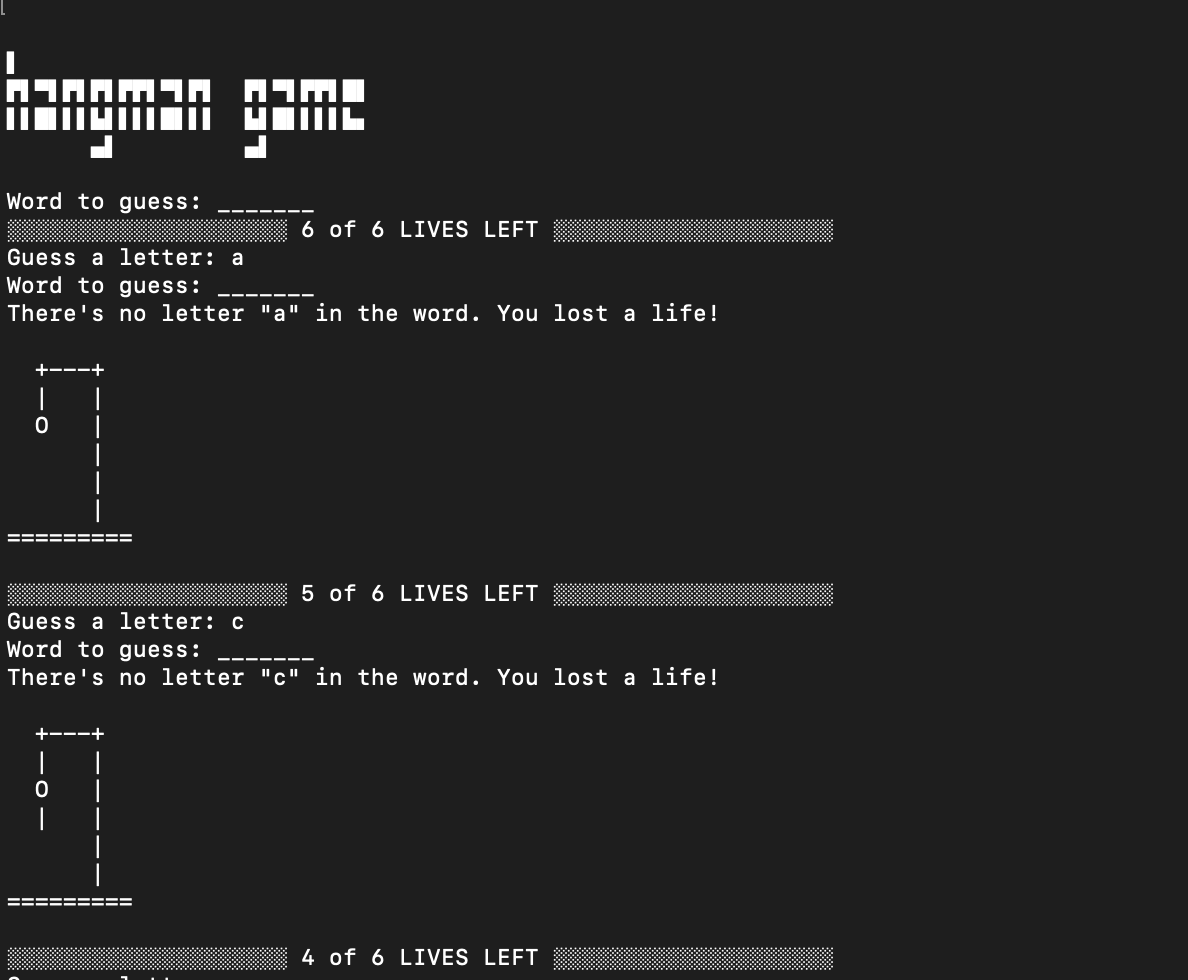 hangman game
Word to guess: _______
░░░░░░░░░░░░░░░░░░░░ 6 of 6 LIVES LEFT ░░░░░░░░░░░░░░░░░░░░
Guess a letter: a
Word to guess: _______
There's no letter "a" in the word. You lost a life!
  +---+
  |   |
  O   |
      |
      |
      |
=========
░░░░░░░░░░░░░░░░░░░░ 5 of 6 LIVES LEFT ░░░░░░░░░░░░░░░░░░░░
Guess a letter: c
Word to guess: _______
There's no letter "c" in the word. You lost a life!
  +---+
  |   |
  O   |
  |   |
      |
      |
=========
░░░░░░░░░░░░░░░░░░░░ 4 of 6 LIVES LEFT ░░░░░░░░░░░░░░░░░░░░